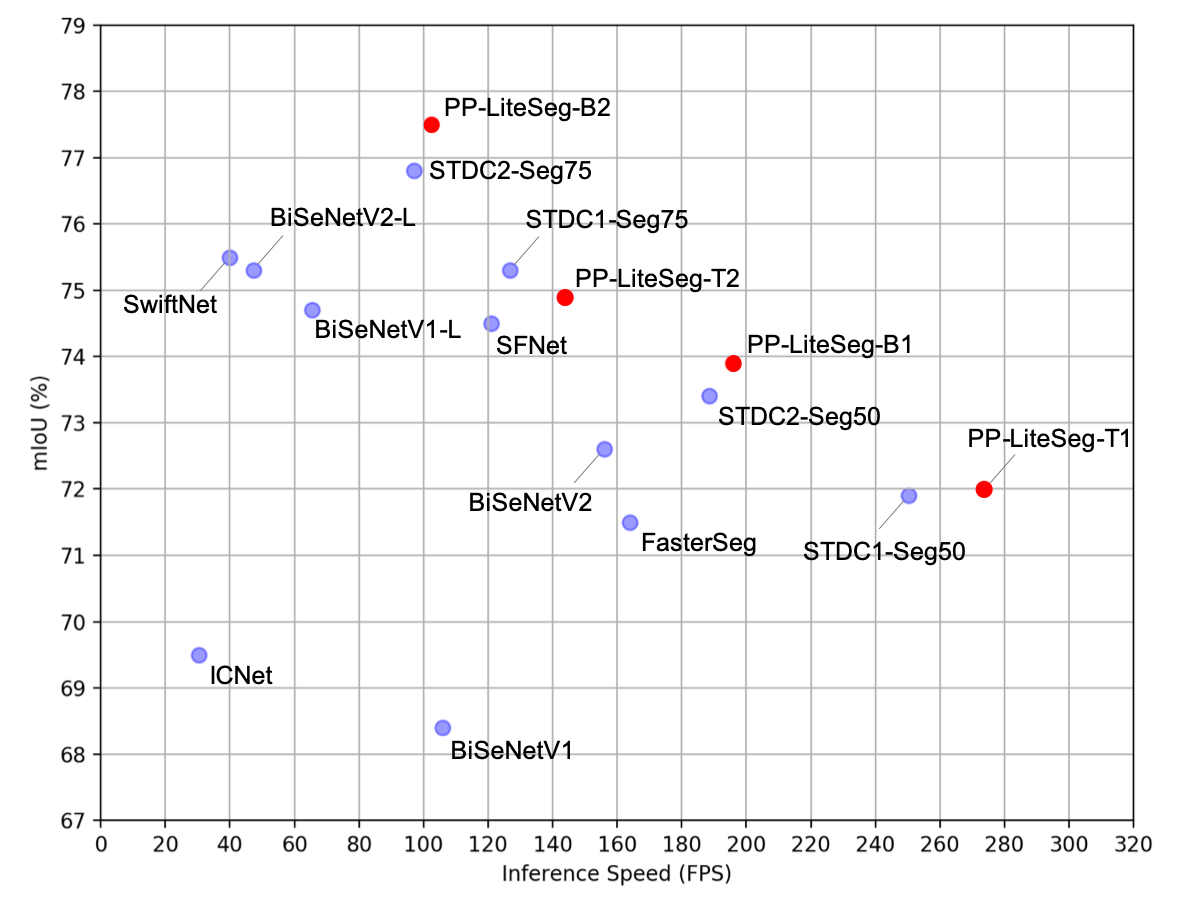 79
78
77
76
75
74
73
72
71
70
69
68
67
mIoU (%)
PP-LiteSeg-B2
STDC2-Seg75
BiSeNetV2-L
STDC1-Seg75
PP-LiteSeg-T2
SwiftNet
BiSeNetV1-L
SFNet
PP-LiteSeg-B1
STDC2-Seg50
PP-LiteSeg-T1
BiSeNetV2
FasterSeg
STDC1-Seg50
ICNet
BiSeNetV1
0 20 40 60 80 100 120 140 160 180 200 220 240 260 280 300 320
Inference Speed (FPS)